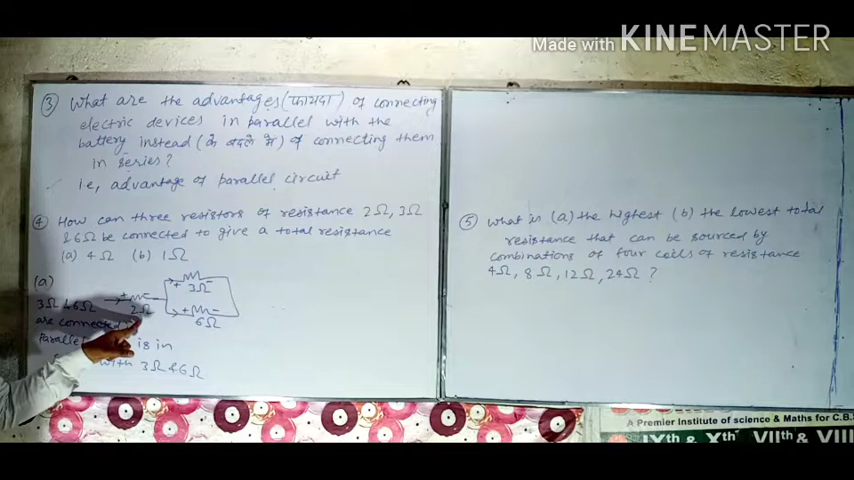 Made with KINEMASTER
③ What are the advantages (फायदा) of connecting
electric devices in parallel with the
battery instead (के बदले में) of connecting them
in series?
i.e, advantage of parallel circuit
④ How can three resistors of resistance 2Ω, 3Ω
& 6Ω be connected to give a total resistance
(a) 4Ω (b) 1Ω
(a)
3Ω & 6Ω
are connected
Parallel is in
with 3Ω & 6Ω
+ -
2Ω
+ -
3Ω
+ -
6Ω
⑤ What is (a) the highest (b) the lowest total
resistance that can be sourced by
combinations of four coils of resistance
4Ω, 8Ω, 12Ω, 24Ω ?
A Premier Institute of science & Maths for C.B.
IXth & Xth VIIth & VIII